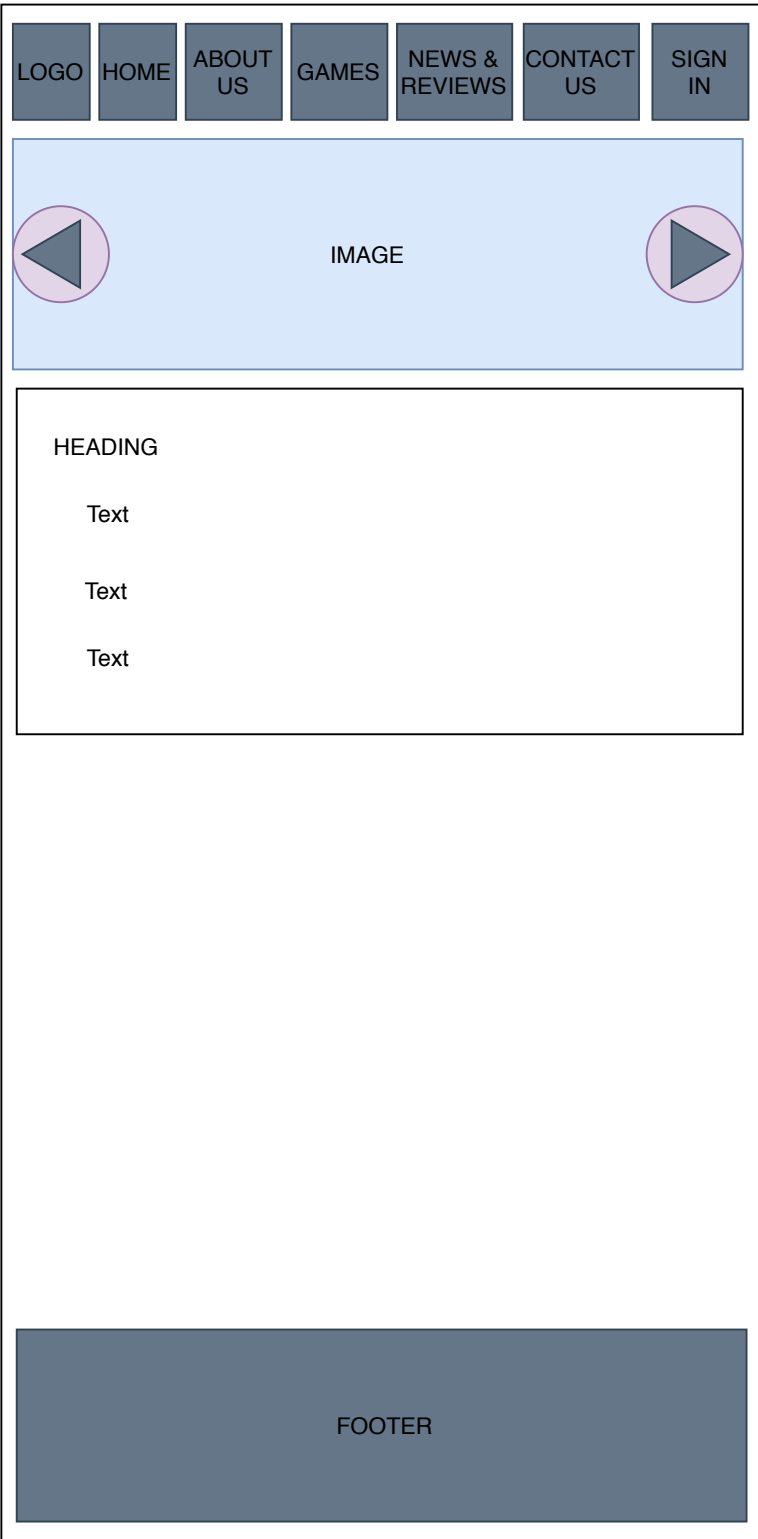 LOGO
HOME
ABOUT
US
GAMES
NEWS &
REVIEWS
CONTACT
US
SIGN
IN
IMAGE
HEADING
Text
Text
Text
FOOTER